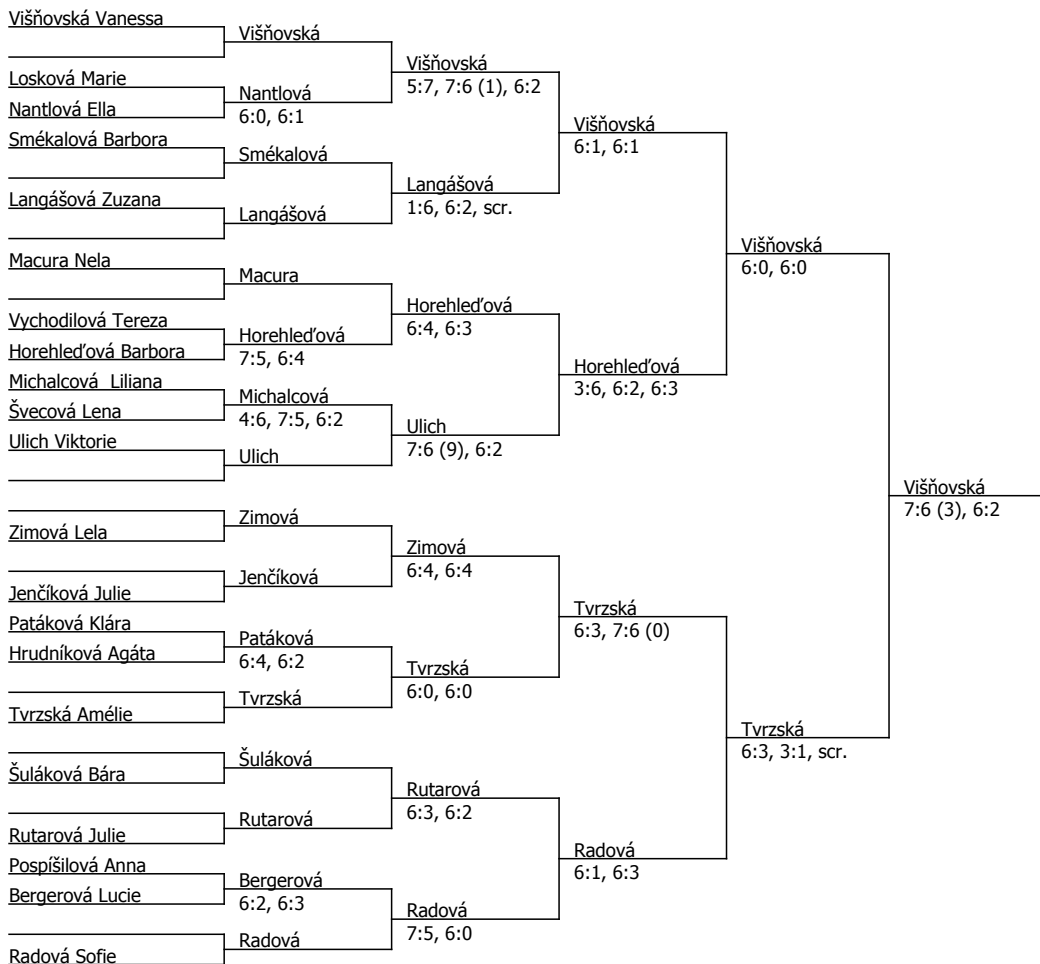 Višňovská Vanessa
Višňovská
Višňovská
5:7, 7:6 (1), 6:2
Losková Marie
Nantlová
6:0, 6:1
Nantlová Ella
Višňovská
6:1, 6:1
Smékalová Barbora
Smékalová
Langášová
1:6, 6:2, scr.
Langášová Zuzana
Langášová
Višňovská
6:0, 6:0
Macura Nela
Macura
Horehleďová
6:4, 6:3
Vychodilová Tereza
Horehleďová
7:5, 6:4
Horehleďová Barbora
Horehleďová
3:6, 6:2, 6:3
Michalcová  Liliana
Michalcová
4:6, 7:5, 6:2
Švecová Lena
Ulich
7:6 (9), 6:2
Ulich Viktorie
Ulich
Višňovská
7:6 (3), 6:2
Zimová
Zimová Lela
Zimová
6:4, 6:4
Jenčíková
Jenčíková Julie
Tvrzská
6:3, 7:6 (0)
Patáková Klára
Patáková
6:4, 6:2
Hrudníková Agáta
Tvrzská
6:0, 6:0
Tvrzská
Tvrzská Amélie
Tvrzská
6:3, 3:1, scr.
Šuláková
Šuláková Bára
Rutarová
6:3, 6:2
Rutarová
Rutarová Julie
Radová
6:1, 6:3
Pospíšilová Anna
Bergerová
6:2, 6:3
Bergerová Lucie
Radová
7:5, 6:0
Radová
Radová Sofie